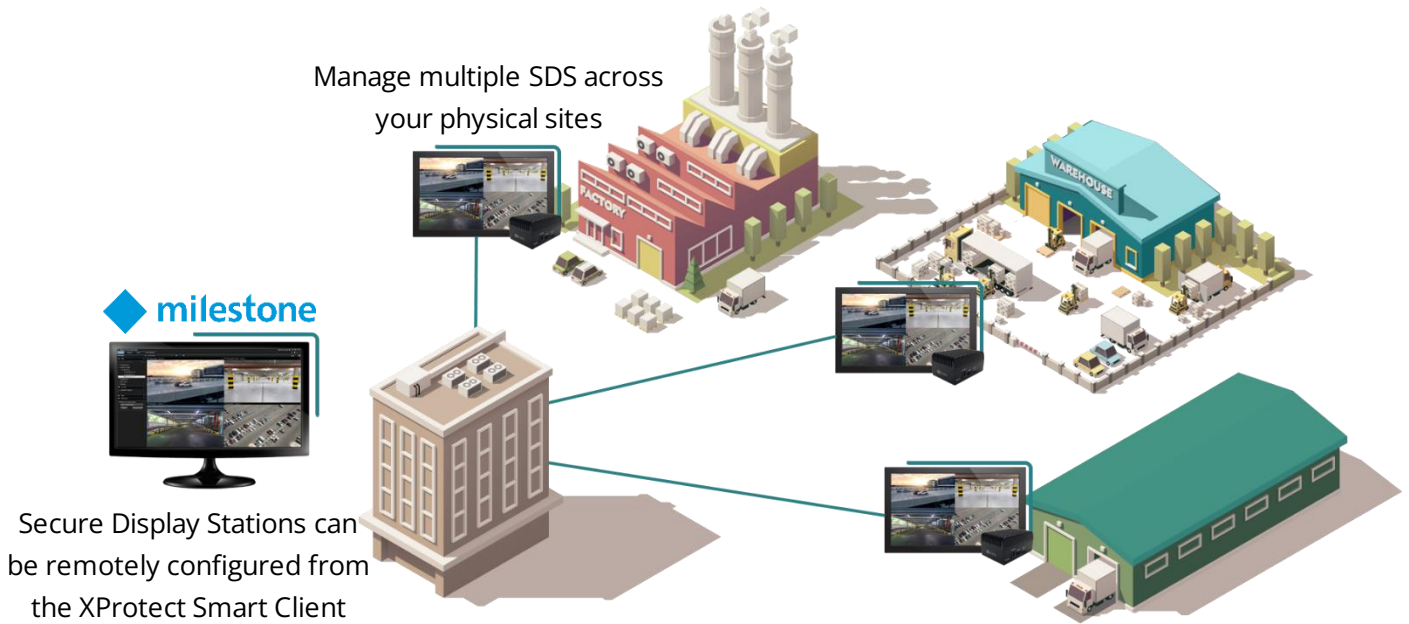 Manage multiple SDS across
your physical sites
FACTORY
WAREHOUSE
milestone
Secure Display Stations can
be remotely configured from
the XProtect Smart Client